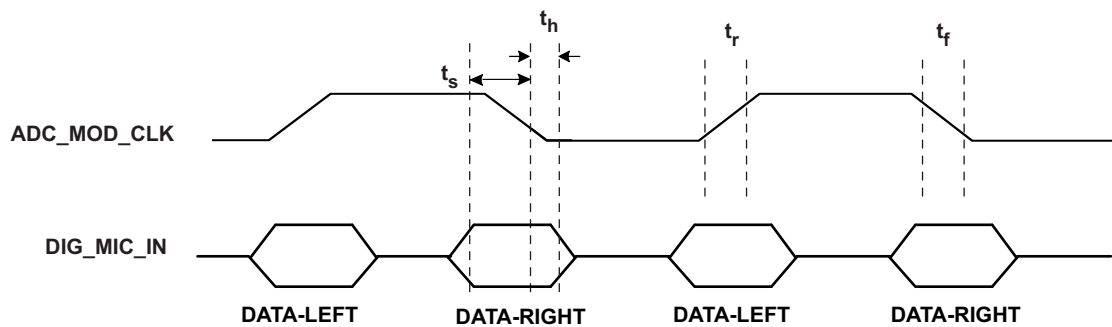 t_h
t_r
t_f
t_s
ADC_MOD_CLK
DIG_MIC_IN
DATA-LEFT
DATA-RIGHT
DATA-LEFT
DATA-RIGHT